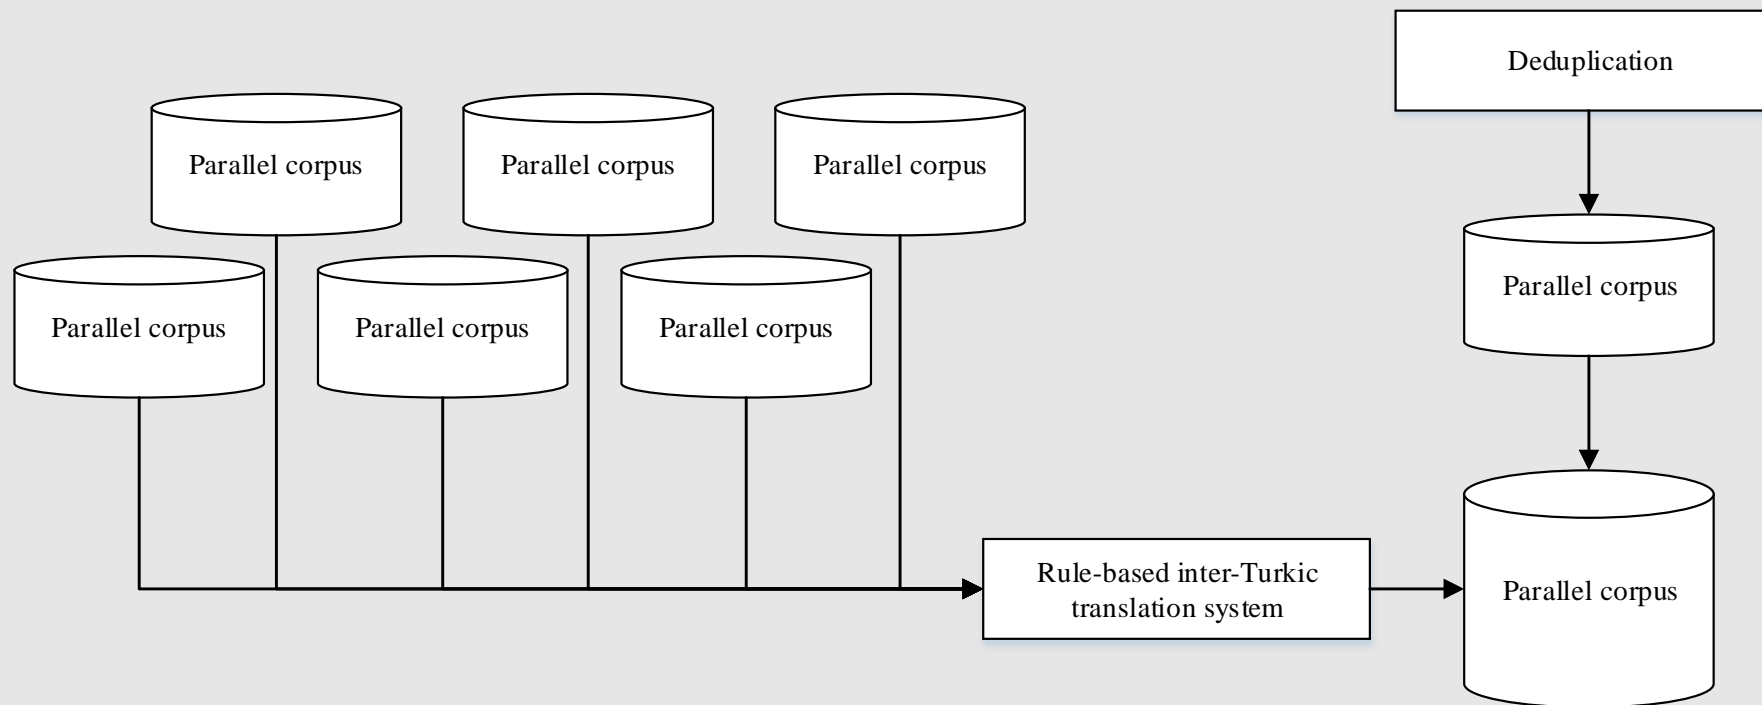 Deduplication
Parallel corpus
Parallel corpus
Parallel corpus
Parallel corpus
Parallel corpus
Parallel corpus
Parallel corpus
Rule-based inter-Turkic
translation system
Parallel corpus